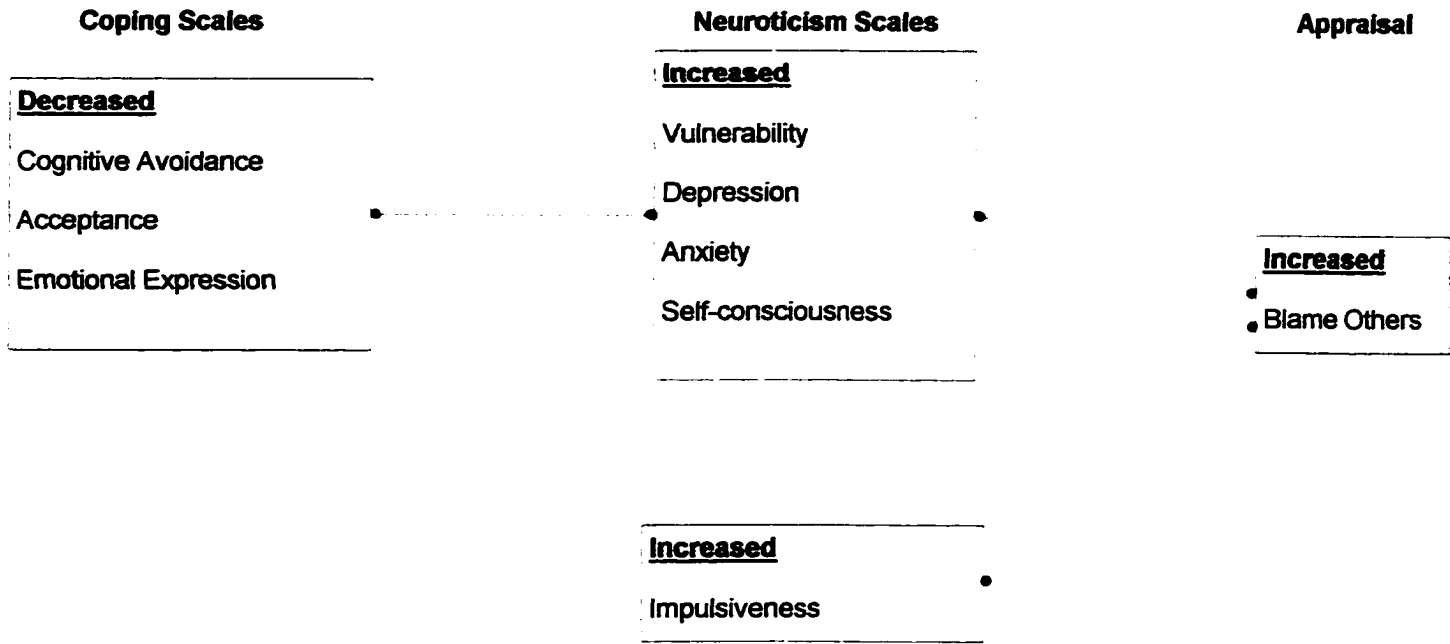 Coping Scales
Neuroticism Scales
Appraisal
Decreased
Cognitive Avoidance
Acceptance
Emotional Expression
Increased
Vulnerability
Depression
Anxiety
Self-consciousness
Increased
Blame Others
Increased
Impulsiveness